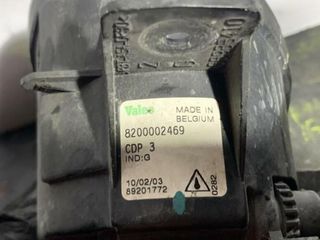 Valeo
MADE IN
BELGIUM
8200002469
CDP 3
IND:G
10/02/03
89201772
0282